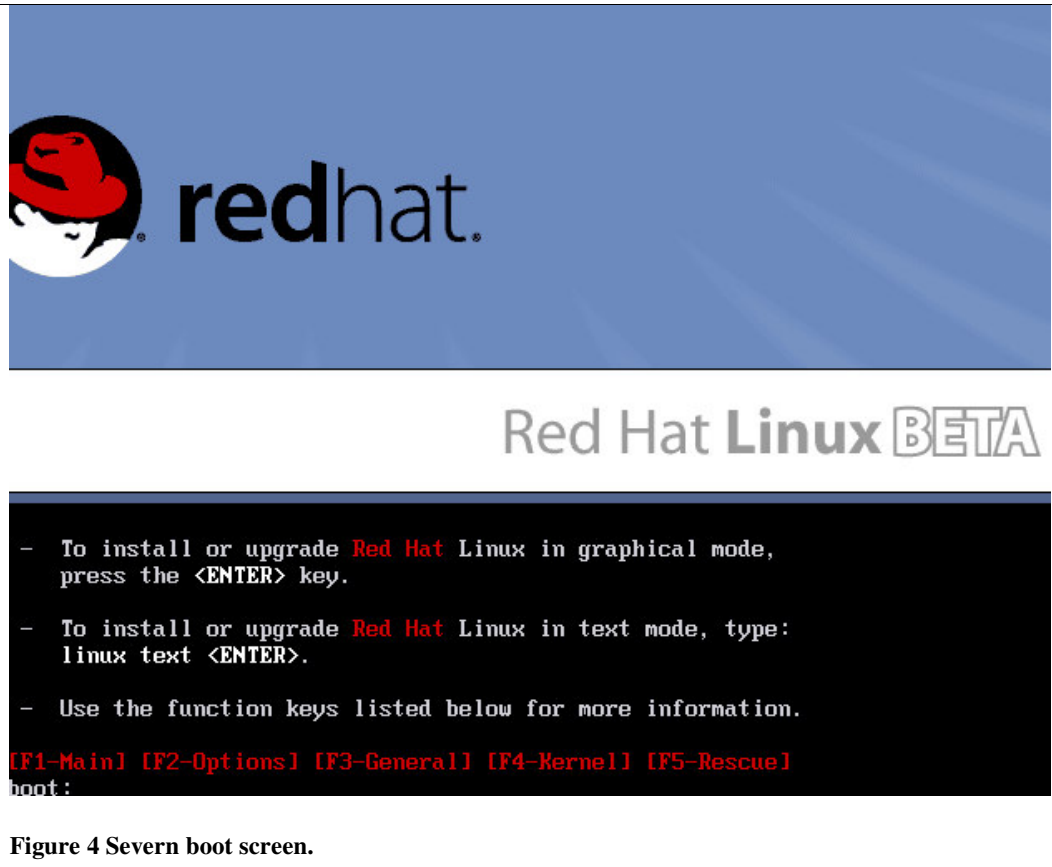 redhat.
Red Hat Linux BETA
- To install or upgrade Red Hat Linux in graphical mode,
press the <ENTER> key.
- To install or upgrade Red Hat Linux in text mode, type:
linux text <ENTER>.
- Use the function keys listed below for more information.
[F1-Main] [F2-Options] [F3-General] [F4-Kernel] [F5-Rescue]
boot:
Figure 4 Severn boot screen.